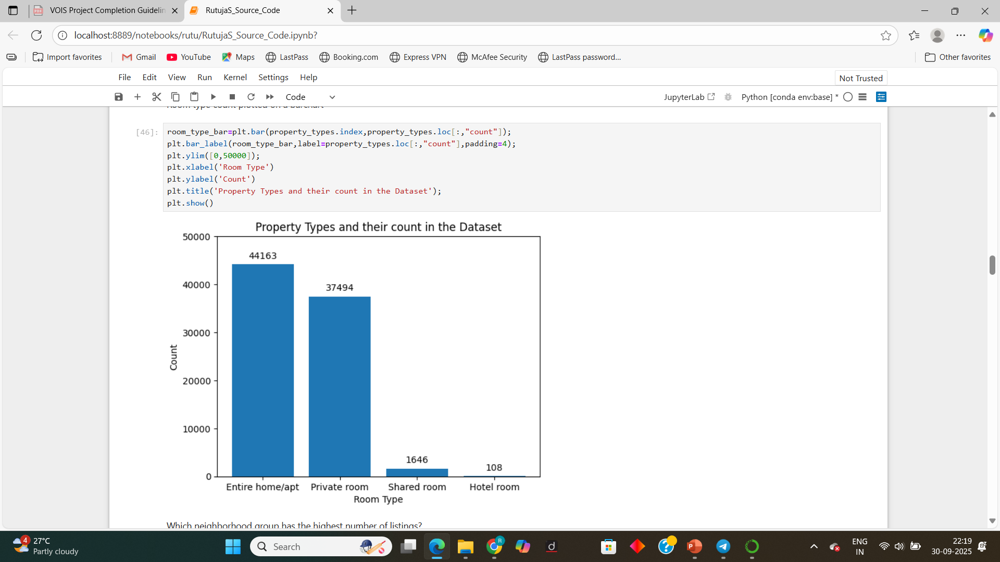 VOIS Project Completion Guidelin
RutujaS_Source_Code
localhost:8889/notebooks/rutu/RutujaS_Source_Code.ipynb?
Import favorites
Gmail
YouTube
Maps
LastPass
Booking.com
Express VPN
McAfee Security
LastPass password...
Other favorites
File Edit View Run Kernel Settings Help
Not Trusted
Code
JupyterLab
Python [conda env:base] *
Room type count plotted on a barchart
[46]:
room_type_bar=plt.bar(property_types.index,property_types.loc[:,"count"]);
plt.bar_label(room_type_bar,label=property_types.loc[:,"count"],padding=4);
plt.ylim([0,50000]);
plt.xlabel('Room Type')
plt.ylabel('Count')
plt.title('Property Types and their count in the Dataset');
plt.show()
Property Types and their count in the Dataset
50000
40000
30000
20000
10000
0
Count
44163
37494
1646
108
Entire home/apt
Private room
Shared room
Hotel room
Room Type
Which neighborhood group has the highest number of listings?
4
27°C
Partly cloudy
Search
R
d
P
ENG
IN
22:19
30-09-2025